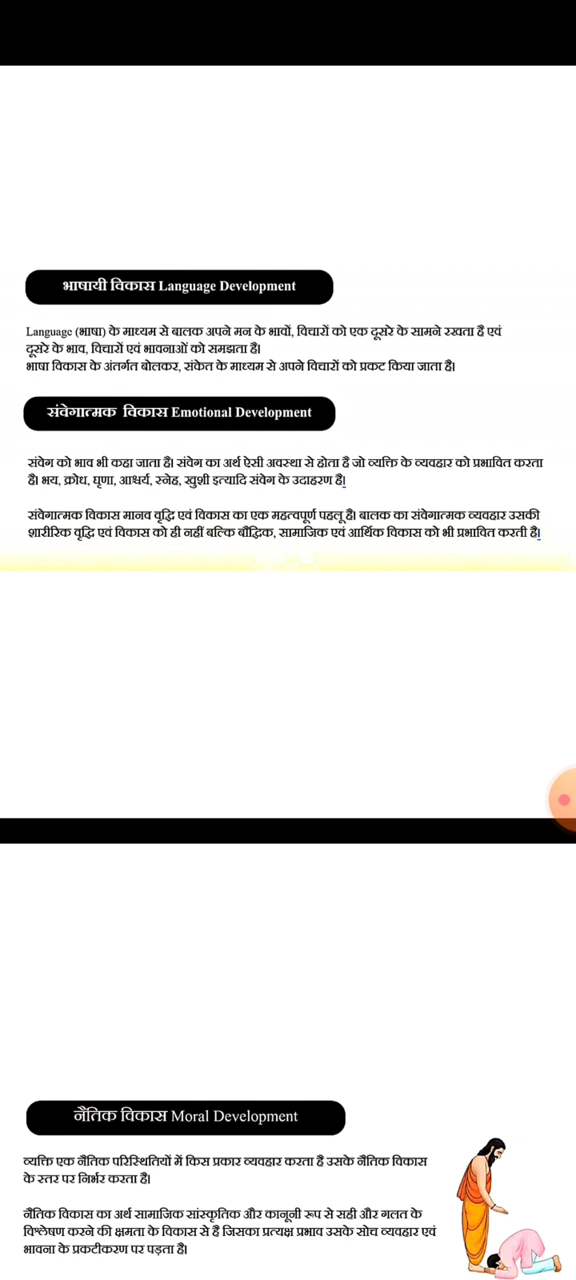 भाषायी विकास Language Development
Language (भाषा) के माध्यम से बालक अपने मन के भावों, विचारों को एक दूसरे के सामने रखता है एवं
दूसरे के भाव, विचारों एवं भावनाओं को समझता है।
भाषा विकास के अंतर्गत बोलकर, संकेत के माध्यम से अपने विचारों को प्रकट किया जाता है।
संवेगात्मक विकास Emotional Development
संवेग को भाव भी कहा जाता है। संवेग का अर्थ ऐसी अवस्था से होता है जो व्यक्ति के व्यवहार को प्रभावित करता
है। भय, क्रोध, घृणा, आश्चर्य, स्नेह, खुशी इत्यादि संवेग के उदाहरण है।
संवेगात्मक विकास मानव वृद्धि एवं विकास का एक महत्वपूर्ण पहलू है। बालक का संवेगात्मक व्यवहार उसकी
शारीरिक वृद्धि एवं विकास को ही नहीं बल्कि बौद्धिक, सामाजिक एवं आर्थिक विकास को भी प्रभावित करती है।
नैतिक विकास Moral Development
व्यक्ति एक नैतिक परिस्थितियों में किस प्रकार व्यवहार करता है उसके नैतिक विकास
के स्तर पर निर्भर करता है।
नैतिक विकास का अर्थ सामाजिक सांस्कृतिक और कानूनी रूप से सही और गलत के
विश्लेषण करने की क्षमता के विकास से है जिसका प्रत्यक्ष प्रभाव उसके सोच व्यवहार एवं
भावना के प्रकटीकरण पर पड़ता है।